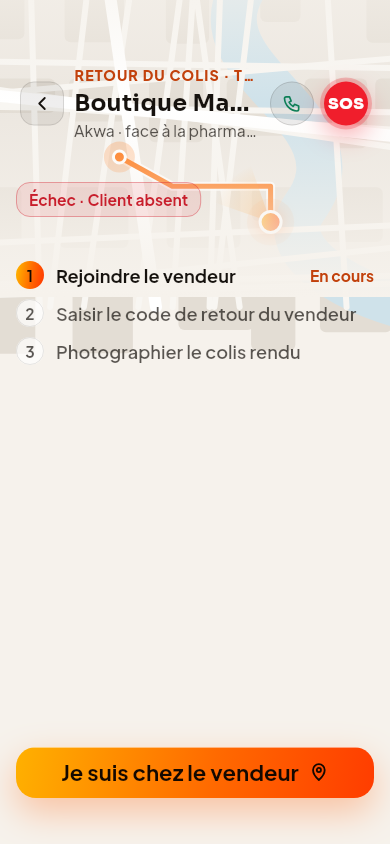 RETOUR DU COLIS · T…
Boutique Ma…
Akwa · face à la pharma…
SOS
Échec · Client absent
1 Rejoindre le vendeur En cours
2 Saisir le code de retour du vendeur
3 Photographier le colis rendu
Je suis chez le vendeur